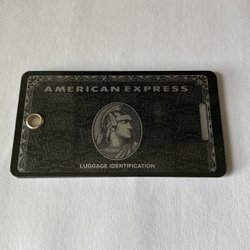 AMERICAN EXPRESS
LUGGAGE IDENTIFICATION